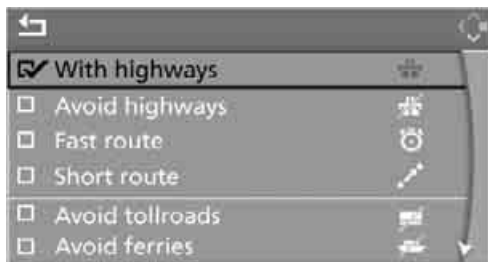 With highways
Avoid highways
Fast route
Short route
Avoid tollroads
Avoid ferries